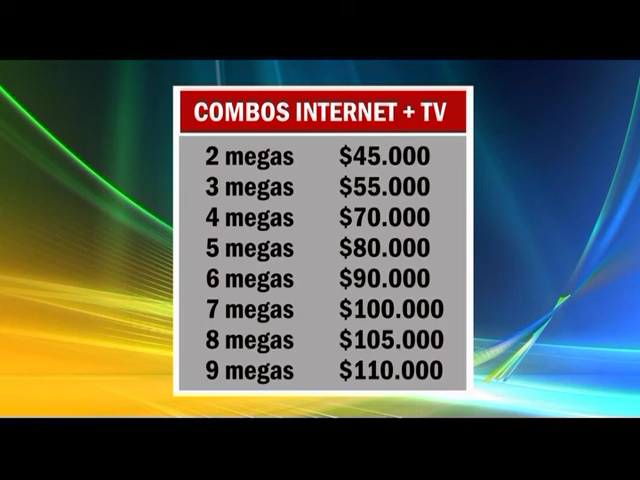 COMBOS INTERNET + TV
2 megas $45.000
3 megas $55.000
4 megas $70.000
5 megas $80.000
6 megas $90.000
7 megas $100.000
8 megas $105.000
9 megas $110.000